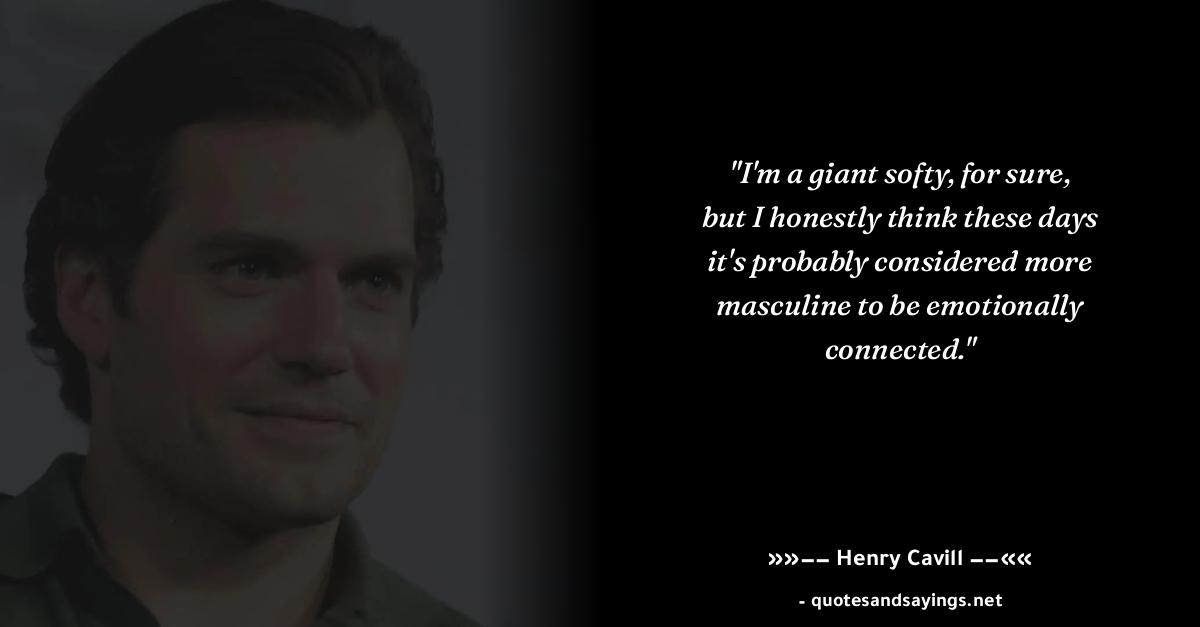 "I'm a giant softy, for sure,
but I honestly think these days
it's probably considered more
masculine to be emotionally
connected."
»»−− Henry Cavill −−««
- quotesandsayings.net